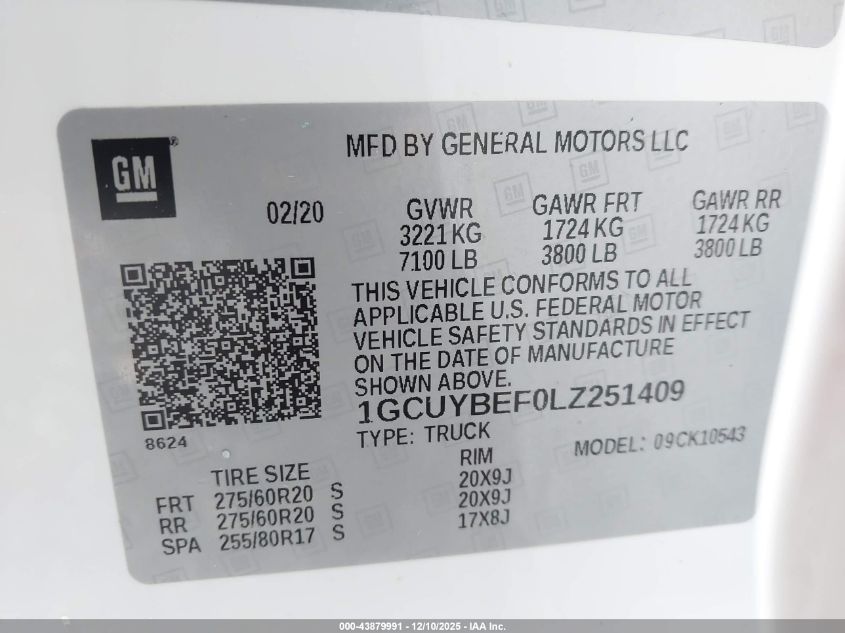 GM
MFD BY GENERAL MOTORS LLC
02/20
GVWR GAWR FRT GAWR RR
3221 KG 1724 KG 1724 KG
7100 LB 3800 LB 3800 LB
THIS VEHICLE CONFORMS TO ALL
APPLICABLE U.S. FEDERAL MOTOR
VEHICLE SAFETY STANDARDS IN EFFECT
ON THE DATE OF MANUFACTURE
SHOWN ABOVE.
1GCUYBEF0LZ251409
8624
TYPE: TRUCK MODEL: 09CK10543
TIRE SIZE RIM
FRT 275/60R20 S 20X9J
RR 275/60R20 S 20X9J
SPA 255/80R17 S 17X8J
000-43879991 — 12/10/2025 — IAA Inc.